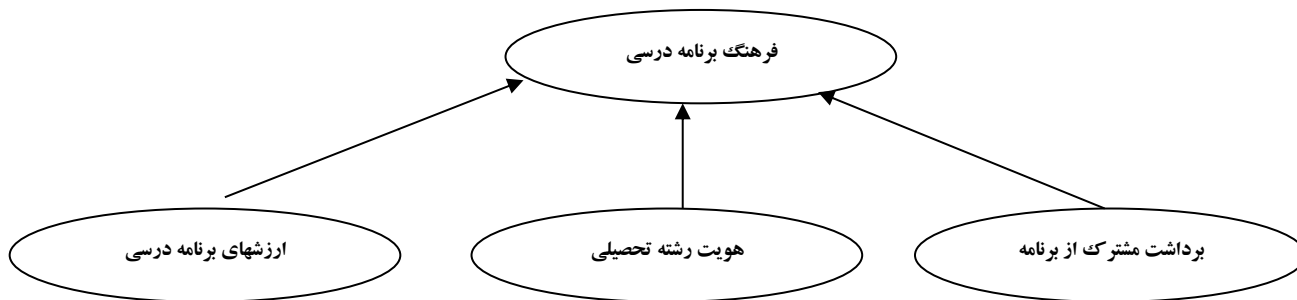 فرهنگ برنامه درسی
برداشت مشترک از برنامه
هویت رشته تحصیلی
ارزشهای برنامه درسی